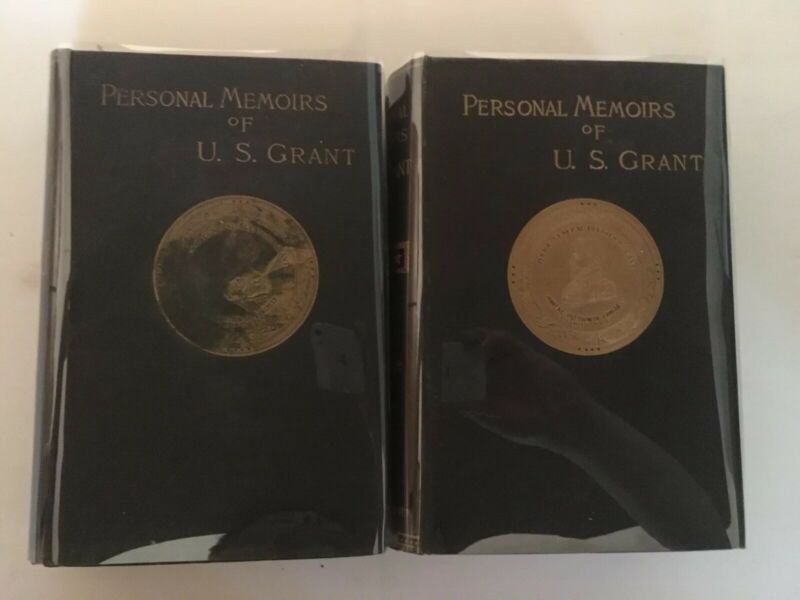 PERSONAL MEMOIRS
OF
U. S. GRANT
PERSONAL MEMOIRS
OF
U. S. GRANT